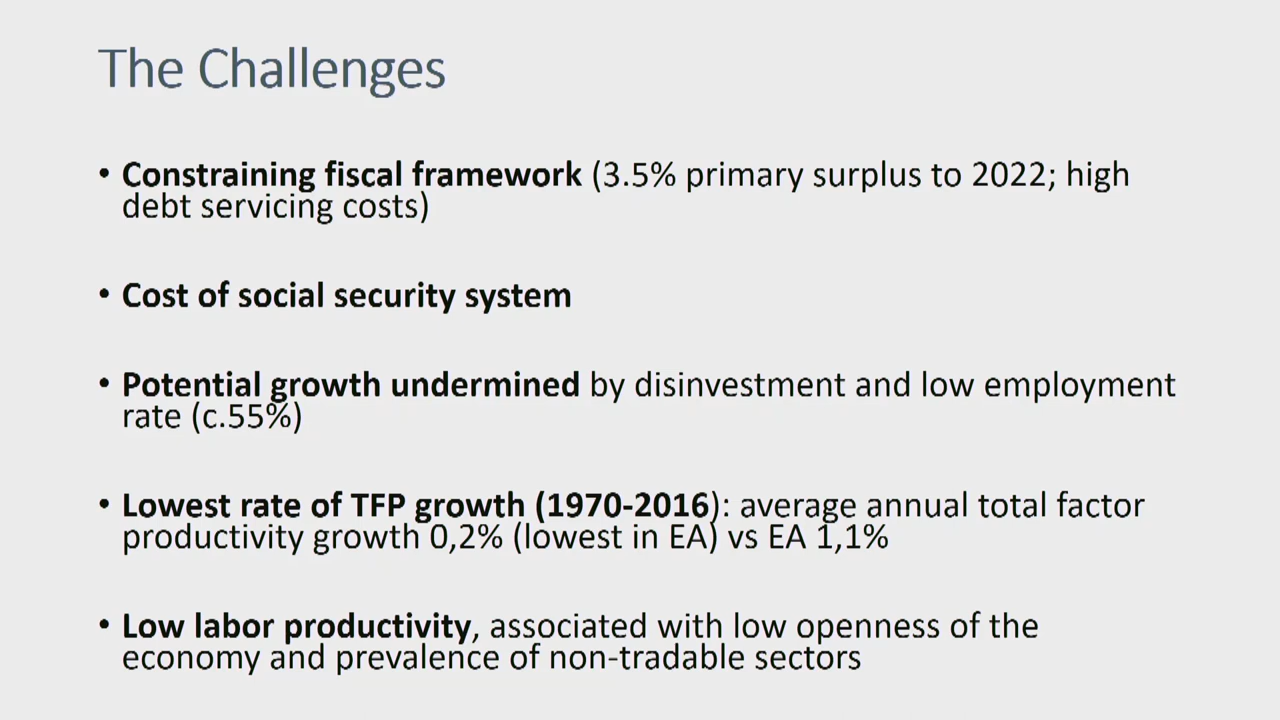 The Challenges
• Constraining fiscal framework (3.5% primary surplus to 2022; high
debt servicing costs)
• Cost of social security system
• Potential growth undermined by disinvestment and low employment
rate (c.55%)
• Lowest rate of TFP growth (1970-2016): average annual total factor
productivity growth 0,2% (lowest in EA) vs EA 1,1%
• Low labor productivity, associated with low openness of the
economy and prevalence of non-tradable sectors